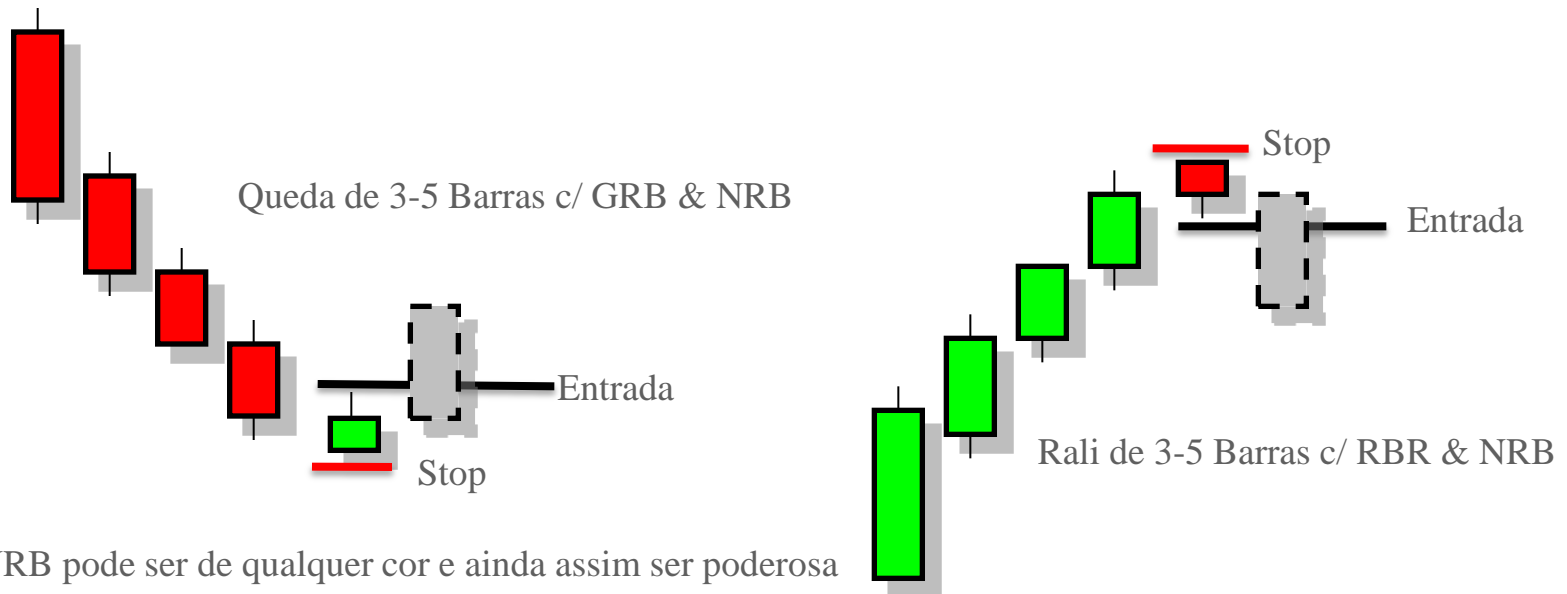 Queda de 3-5 Barras c/ GRB & NRB
Entrada
Stop
RB pode ser de qualquer cor e ainda assim ser poderosa
Stop
Entrada
Rali de 3-5 Barras c/ RBR & NRB